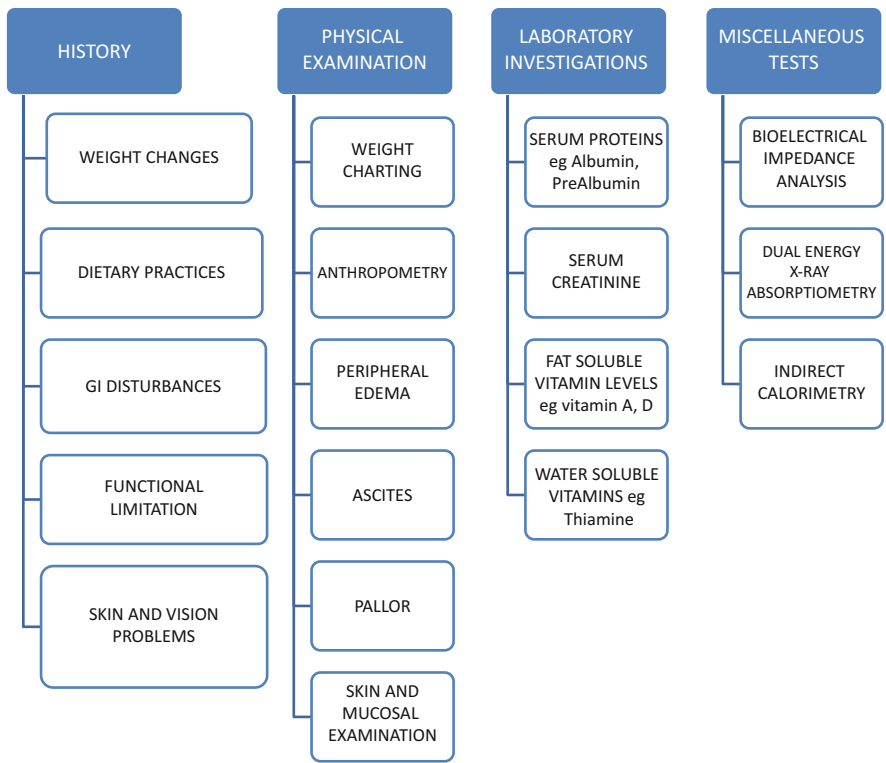 HISTORY
WEIGHT CHANGES
DIETARY PRACTICES
GI DISTURBANCES
FUNCTIONAL
LIMITATION
SKIN AND VISION
PROBLEMS
PHYSICAL
EXAMINATION
WEIGHT
CHARTING
ANTHROPOMETRY
PERIPHERAL
EDEMA
ASCITES
PALLOR
SKIN AND
MUCOSAL
EXAMINATION
LABORATORY
INVESTIGATIONS
SERUM PROTEINS
eg Albumin,
PreAlbumin
SERUM
CREATININE
FAT SOLUBLE
VITAMIN LEVELS
eg vitamin A, D
WATER SOLUBLE
VITAMINS eg
Thiamine
MISCELLANEOUS
TESTS
BIOELECTRICAL
IMPEDANCE
ANALYSIS
DUAL ENERGY
X-RAY
ABSORPTIOMETRY
INDIRECT
CALORIMETRY